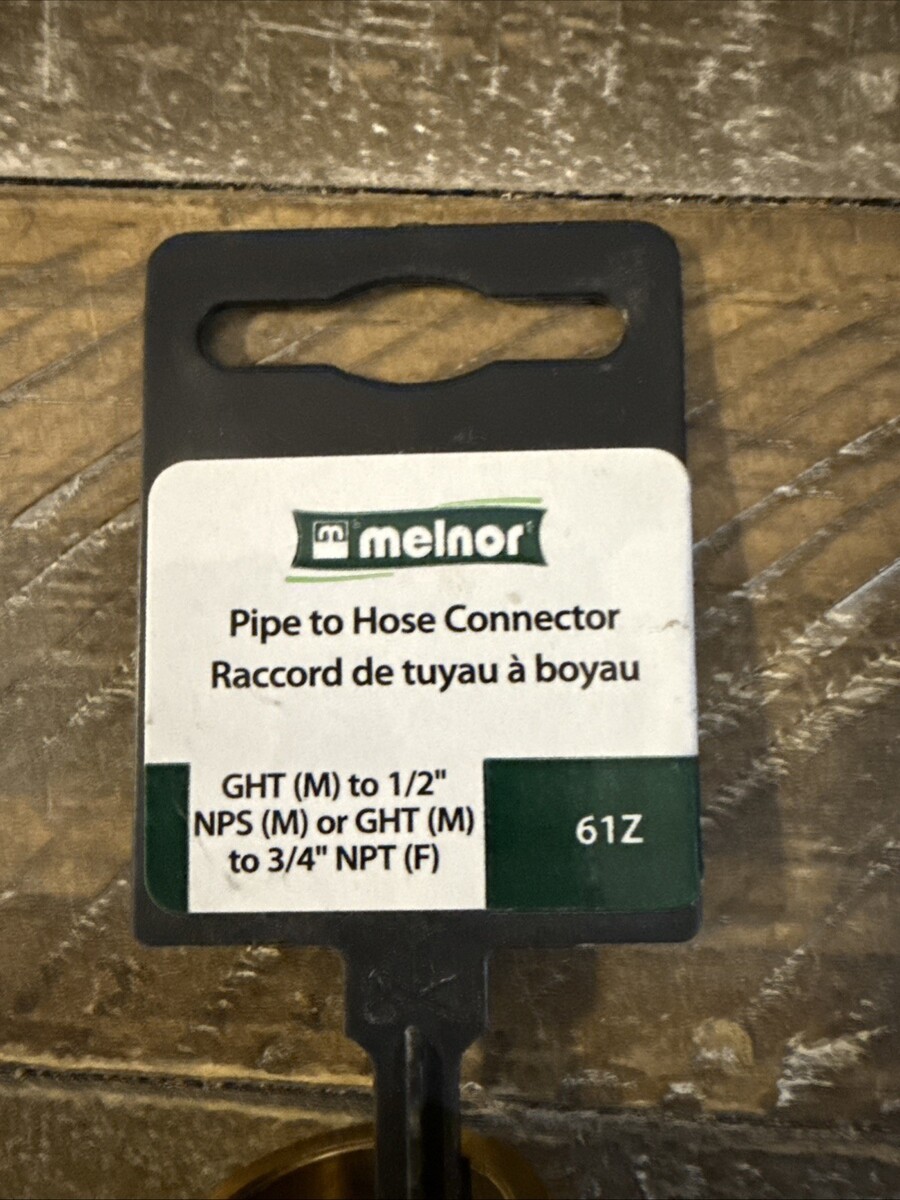 m melnor
Pipe to Hose Connector
Raccord de tuyau à boyau
GHT (M) to 1/2"
NPS (M) or GHT (M)
to 3/4" NPT (F)
61Z